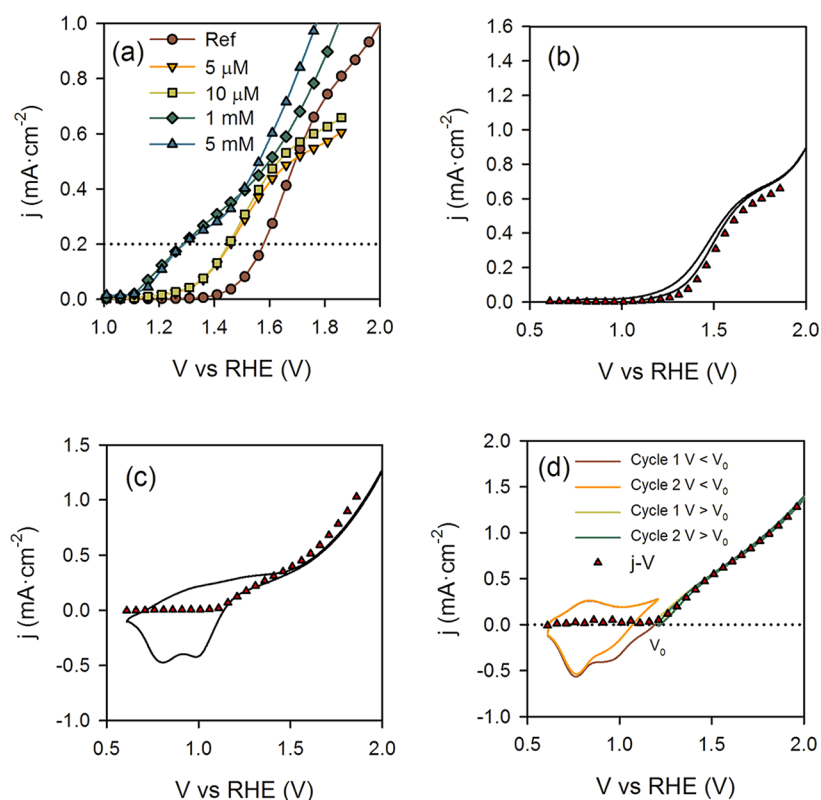 (a)
Ref
5 μM
10 μM
1 mM
5 mM
j (mA·cm⁻²)
1.0
0.8
0.6
0.4
0.2
0.0
1.0 1.2 1.4 1.6 1.8 2.0
V vs RHE (V)
(b)
j (mA·cm⁻²)
1.6
1.4
1.2
1.0
0.8
0.6
0.4
0.2
0.0
0.5 1.0 1.5 2.0
V vs RHE (V)
(c)
j (mA·cm⁻²)
1.5
1.0
0.5
0.0
-0.5
-1.0
0.5 1.0 1.5 2.0
V vs RHE (V)
(d)
Cycle 1 V < V₀
Cycle 2 V < V₀
Cycle 1 V > V₀
Cycle 2 V > V₀
j-V
j (mA·cm⁻²)
2.0
1.5
1.0
0.5
0.0
-0.5
-1.0
V₀
0.5 1.0 1.5 2.0
V vs RHE (V)